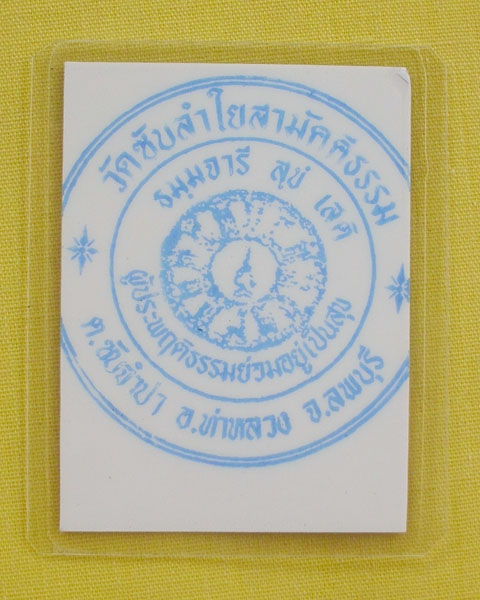 วัดซับลำใยสามัคคีธรรม
ธมฺมจารี สุขํ เสติ
ผู้ประพฤติธรรมย่อมอยู่เป็นสุข
ต.ซับจำปา อ.ท่าหลวง จ.ลพบุรี